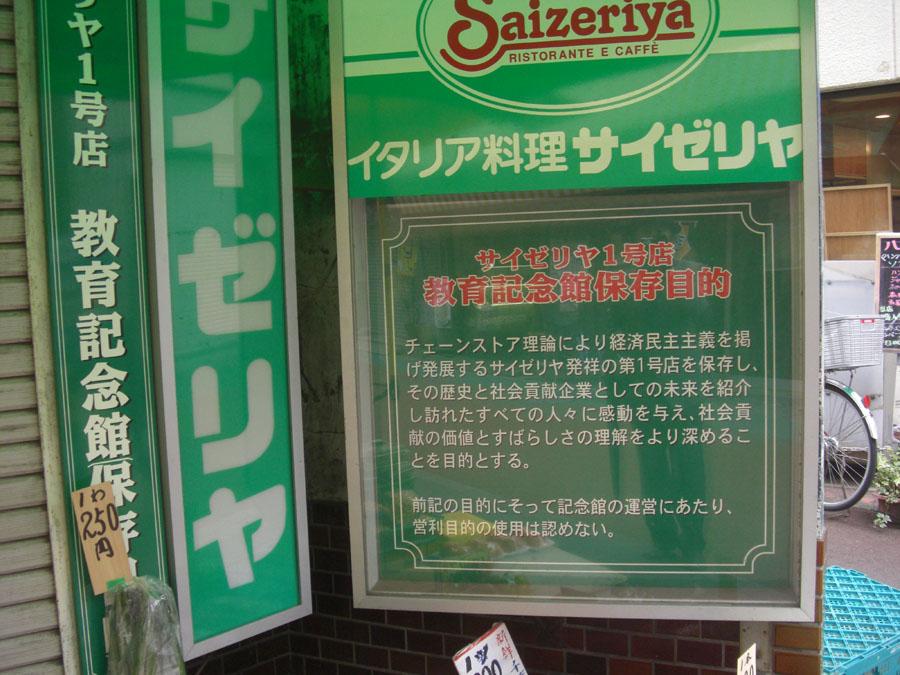 リヤ1号店 教育記念館(保存
サイゼリヤ
Saizeriya
RISTORANTE E CAFFÈ
イタリア料理サイゼリヤ
サイゼリヤ1号店
教育記念館保存目的
チェーンストア理論により経済民主主義を掲
げ発展するサイゼリヤ発祥の第1号店を保存し、
その歴史と社会貢献企業としての未来を紹介
し訪れたすべての人々に感動を与え、社会貢
献の価値とすばらしさの理解をより深めるこ
とを目的とする。
前記の目的にそって記念館の運営にあたり、
営利目的の使用は認めない。
1わ
250
円